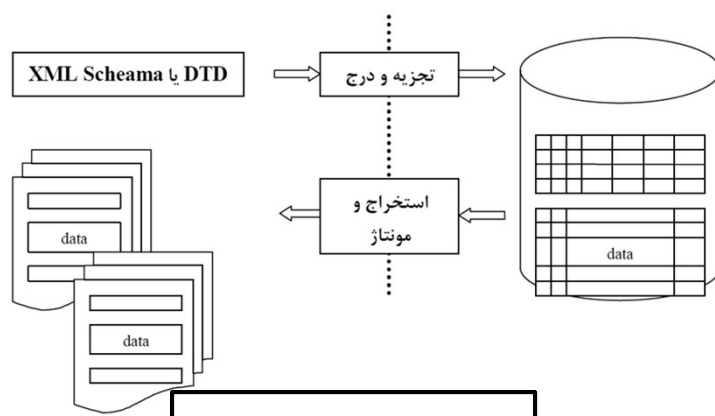 XML Scheama یا DTD
تجزیه و درج
استخراج و
مونتاژ
data
data
data